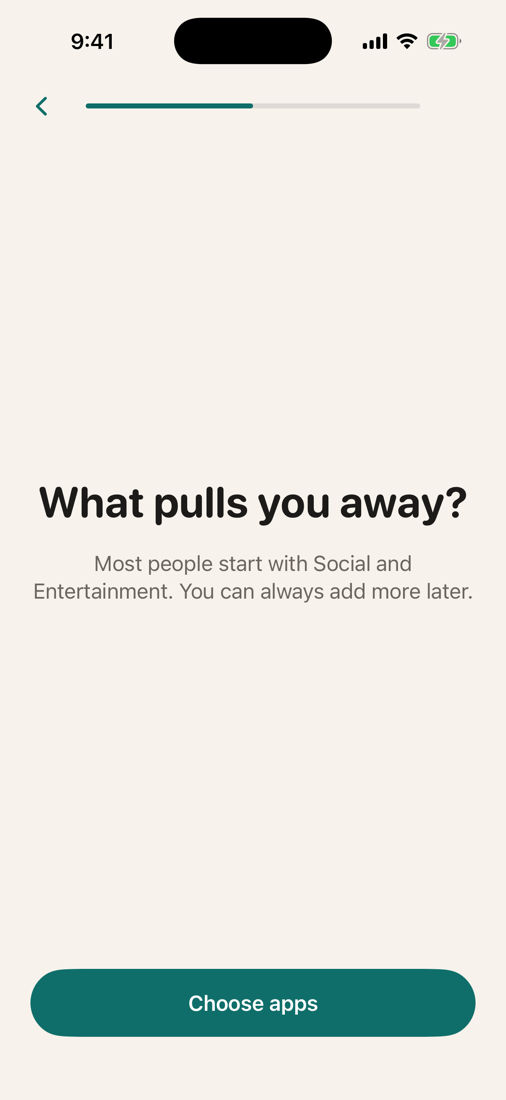 9:41
What pulls you away?
Most people start with Social and
Entertainment. You can always add more later.
Choose apps